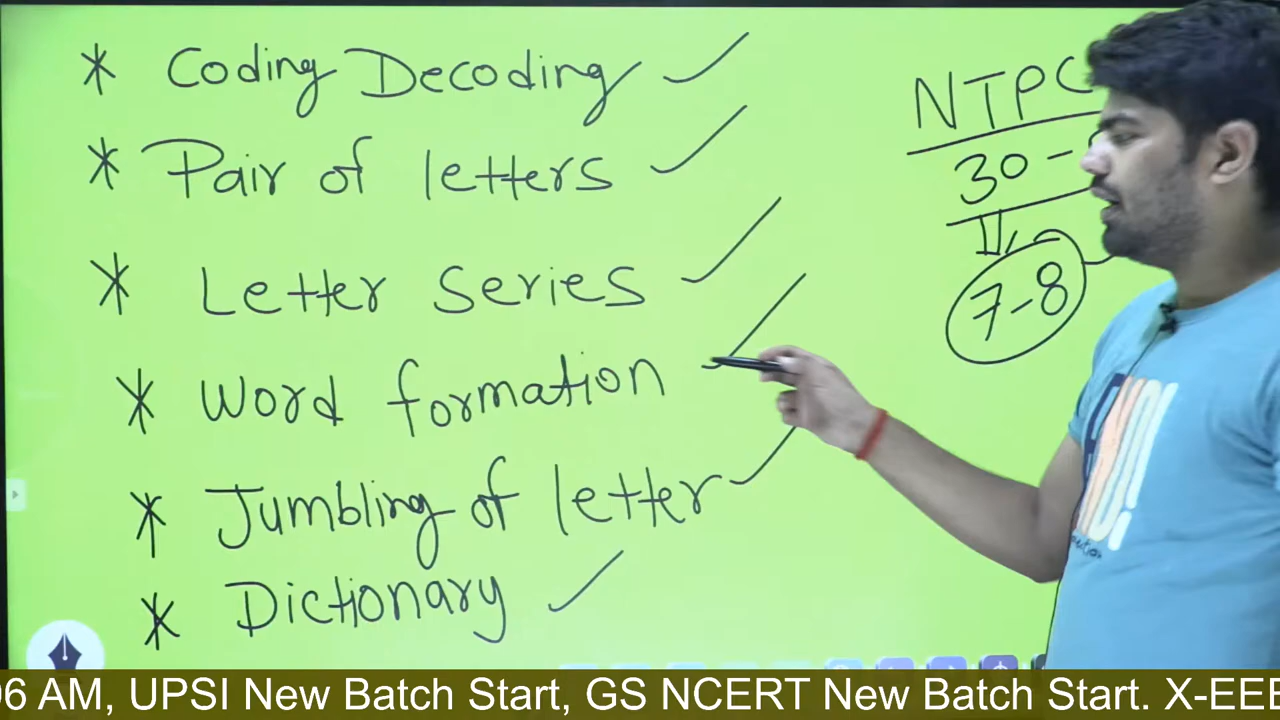 * Coding Decoding ✓
* Pair of letters ✓
* Letter series ✓
* Word formation ✓
* Jumbling of letter ✓
* Dictionary ✓
NTPC
30 -
7-8
06 AM, UPSI New Batch Start, GS NCERT New Batch Start. X-EEE